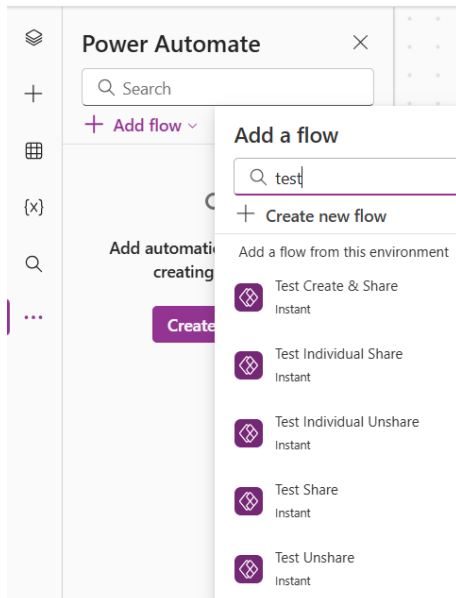 Power Automate
Search
Add flow
Add automati
creating
Create
Add a flow
test
Create new flow
Add a flow from this environment
Test Create & Share
Instant
Test Individual Share
Instant
Test Individual Unshare
Instant
Test Share
Instant
Test Unshare
Instant